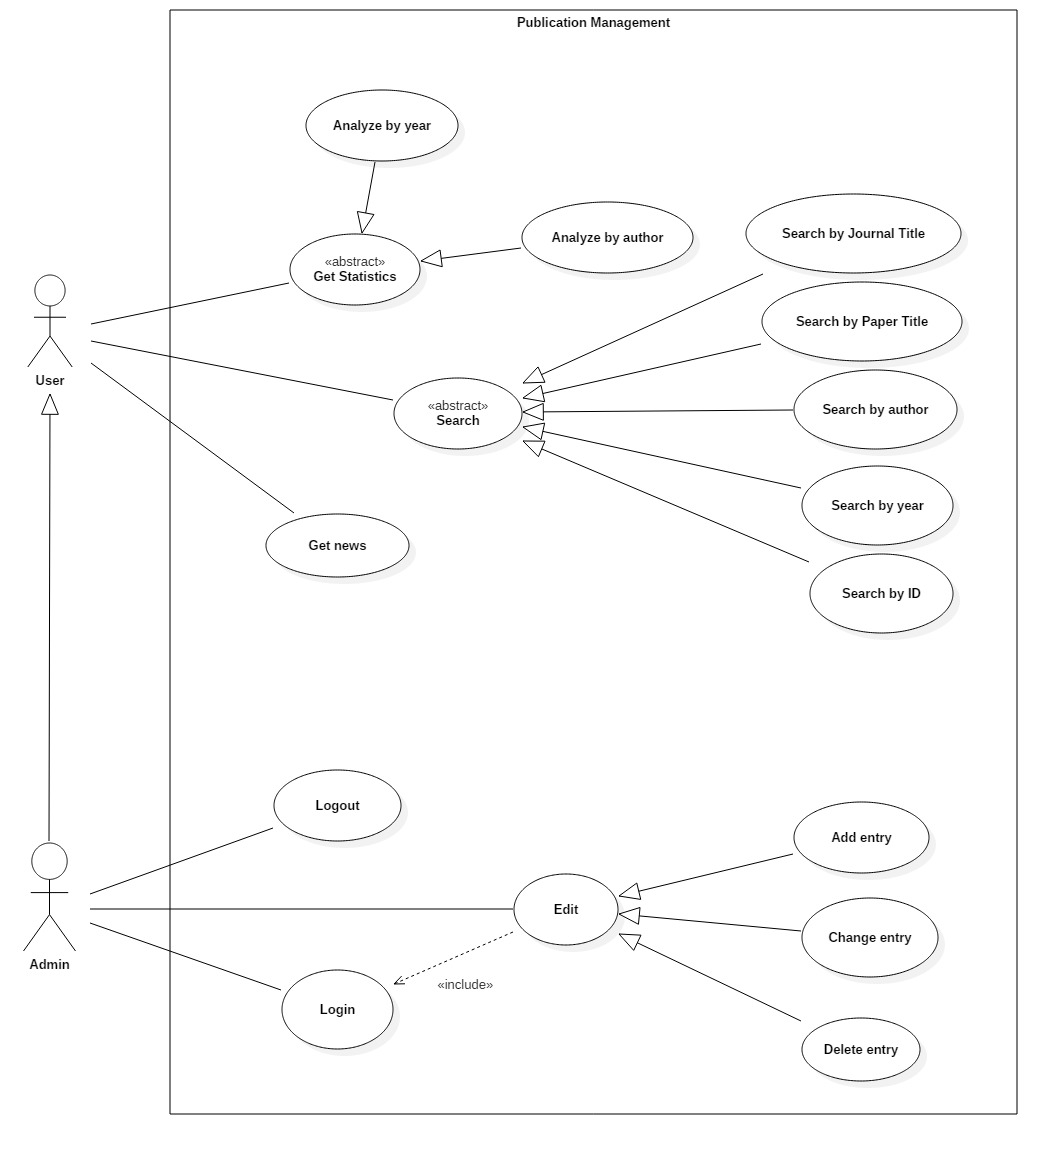 Publication Management
Analyze by year
Analyze by author
Search by Journal Title
«abstract»
Get Statistics
Search by Paper Title
User
«abstract»
Search
Search by author
Search by year
Get news
Search by ID
Logout
Add entry
Edit
Change entry
Admin
«include»
Login
Delete entry